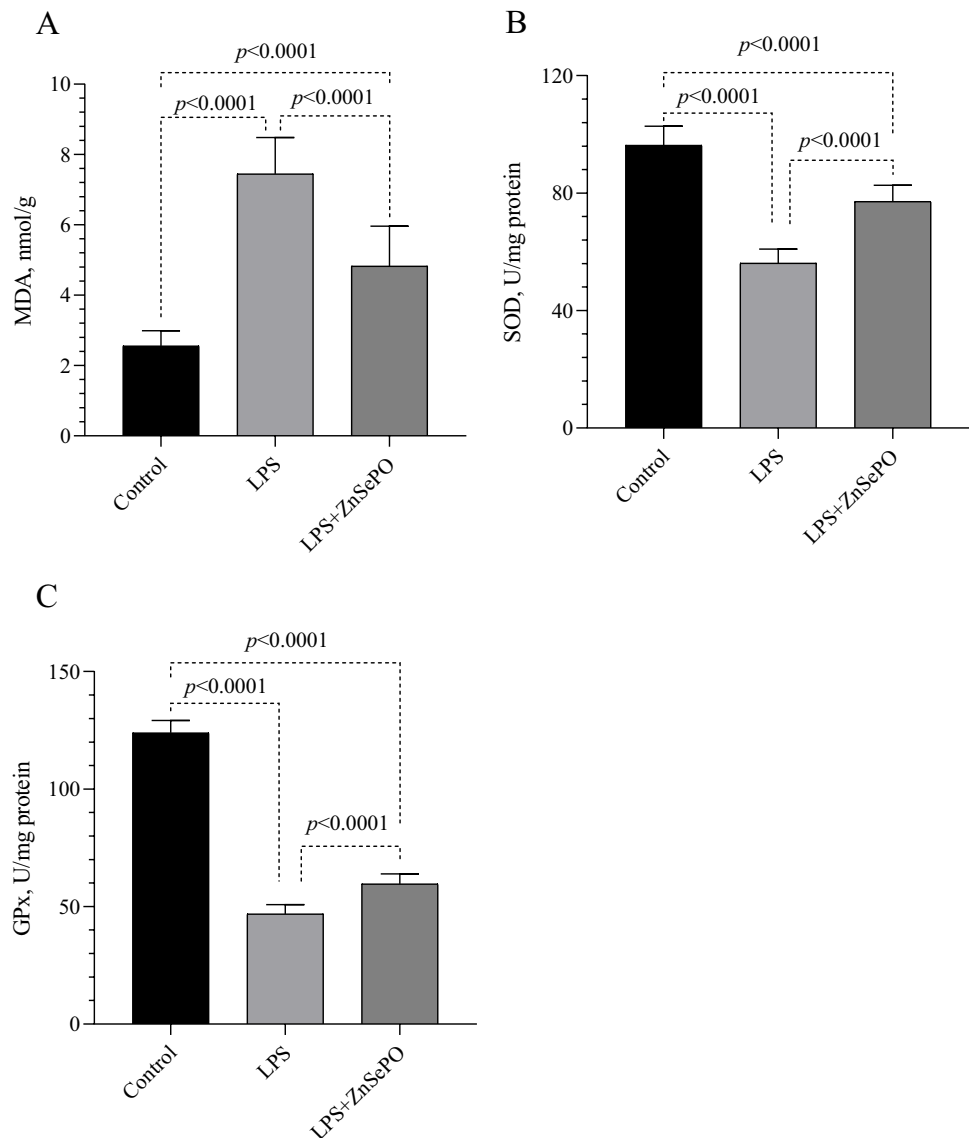 A
p<0.0001
p<0.0001
p<0.0001
10
8
6
4
2
0
MDA, nmol/g
Control
LPS
LPS+ZnSePO
B
p<0.0001
p<0.0001
p<0.0001
120
80
40
0
SOD, U/mg protein
Control
LPS
LPS+ZnSePO
C
p<0.0001
p<0.0001
p<0.0001
150
100
50
0
GPx, U/mg protein
Control
LPS
LPS+ZnSePO